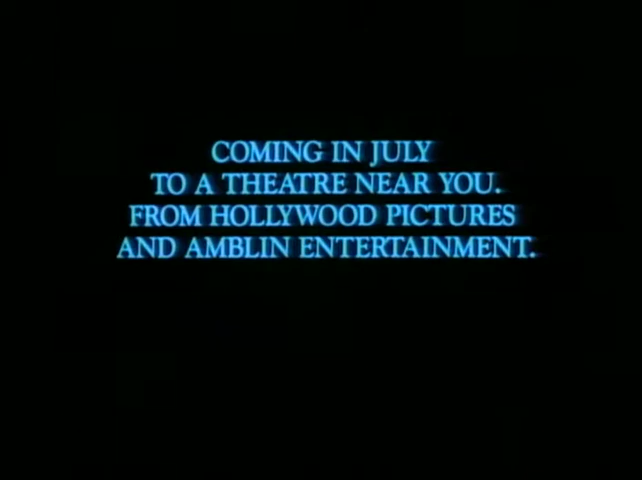 COMING IN JULY
TO A THEATRE NEAR YOU.
FROM HOLLYWOOD PICTURES
AND AMBLIN ENTERTAINMENT.